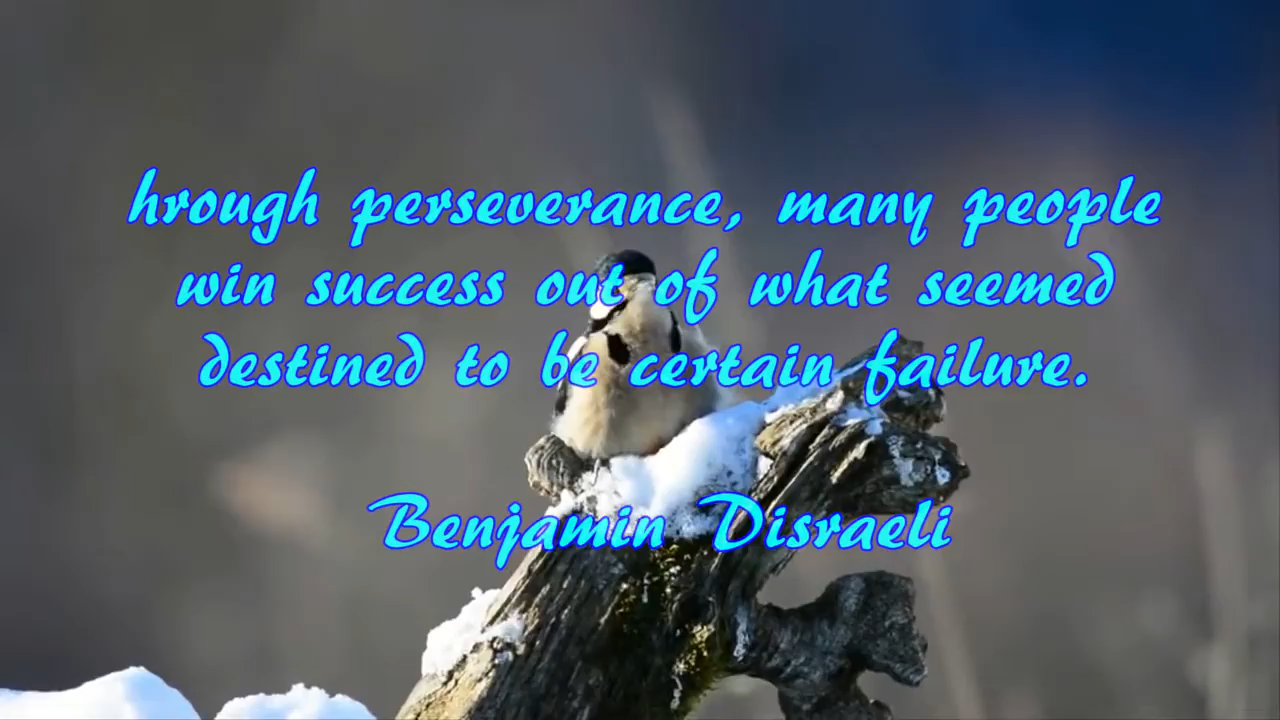 hrough perseverance, many people
win success out of what seemed
destined to be certain failure.
Benjamin Disraeli